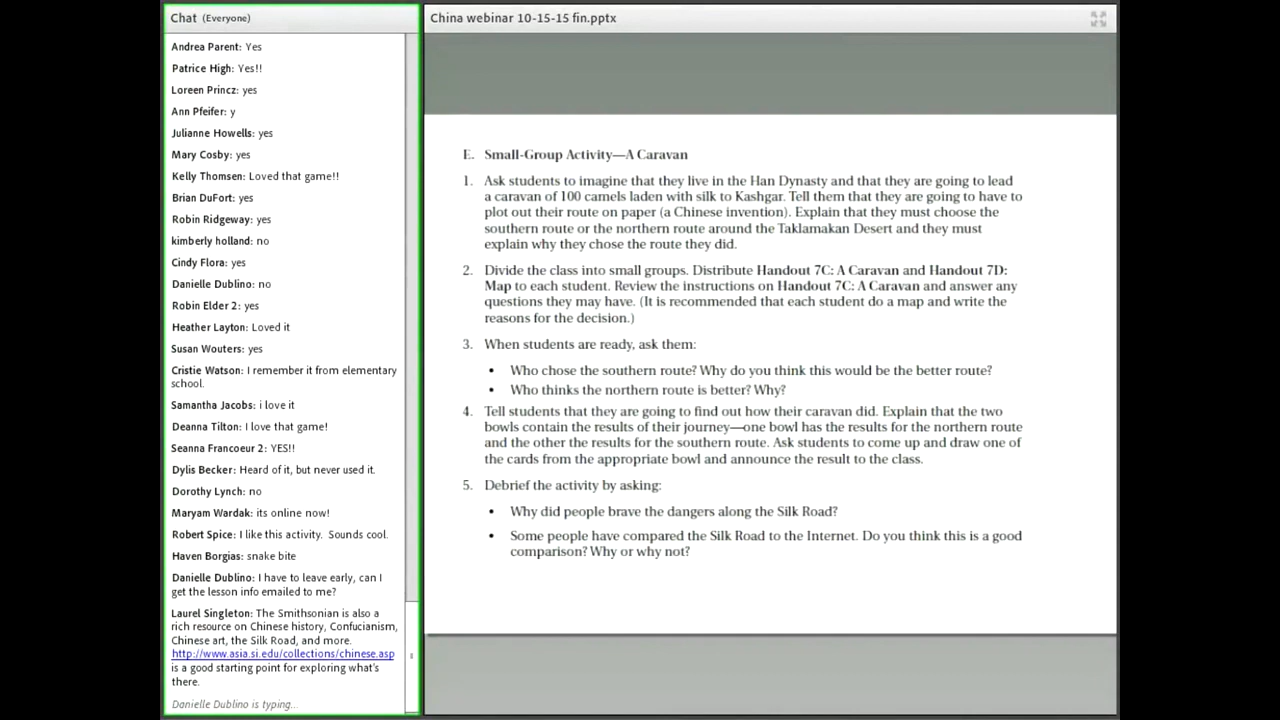 Chat (Everyone)
Andrea Parent: Yes
Patrice High: Yes!!
Loreen Princz: yes
Ann Pfeifer: y
Julianne Howells: yes
Mary Cosby: yes
Kelly Thomsen: Loved that game!!
Brian DuFort: yes
Robin Ridgeway: yes
kimberly holland: no
Cindy Flora: yes
Danielle Dublino: no
Robin Elder 2: yes
Heather Layton: Loved it
Susan Wouters: yes
Cristie Watson: I remember it from elementary
school.
Samantha Jacobs: i love it
Deanna Tilton: I love that game!
Seanna Francoeur 2: YES!!
Dylis Becker: Heard of it, but never used it.
Dorothy Lynch: no
Maryam Wardak: its online now!
Robert Spice: I like this activity. Sounds cool.
Haven Borgias: snake bite
Danielle Dublino: I have to leave early, can I
get the lesson info emailed to me?
Laurel Singleton: The Smithsonian is also a
rich resource on Chinese history, Confucianism,
Chinese art, the Silk Road, and more.
http://www.asia.si.edu/collections/chinese.asp
is a good starting point for exploring what's
there.
Danielle Dublino is typing...
China webinar 10-15-15 fin.pptx
E. Small-Group Activity—A Caravan
1. Ask students to imagine that they live in the Han Dynasty and that they are going to lead
a caravan of 100 camels laden with silk to Kashgar. Tell them that they are going to have to
plot out their route on paper (a Chinese invention). Explain that they must choose the
southern route or the northern route around the Taklamakan Desert and they must
explain why they chose the route they did.
2. Divide the class into small groups. Distribute Handout 7C: A Caravan and Handout 7D:
Map to each student. Review the instructions on Handout 7C: A Caravan and answer any
questions they may have. (It is recommended that each student do a map and write the
reasons for the decision.)
3. When students are ready, ask them:
• Who chose the southern route? Why do you think this would be the better route?
• Who thinks the northern route is better? Why?
4. Tell students that they are going to find out how their caravan did. Explain that the two
bowls contain the results of their journey—one bowl has the results for the northern route
and the other the results for the southern route. Ask students to come up and draw one of
the cards from the appropriate bowl and announce the result to the class.
5. Debrief the activity by asking:
• Why did people brave the dangers along the Silk Road?
• Some people have compared the Silk Road to the Internet. Do you think this is a good
comparison? Why or why not?